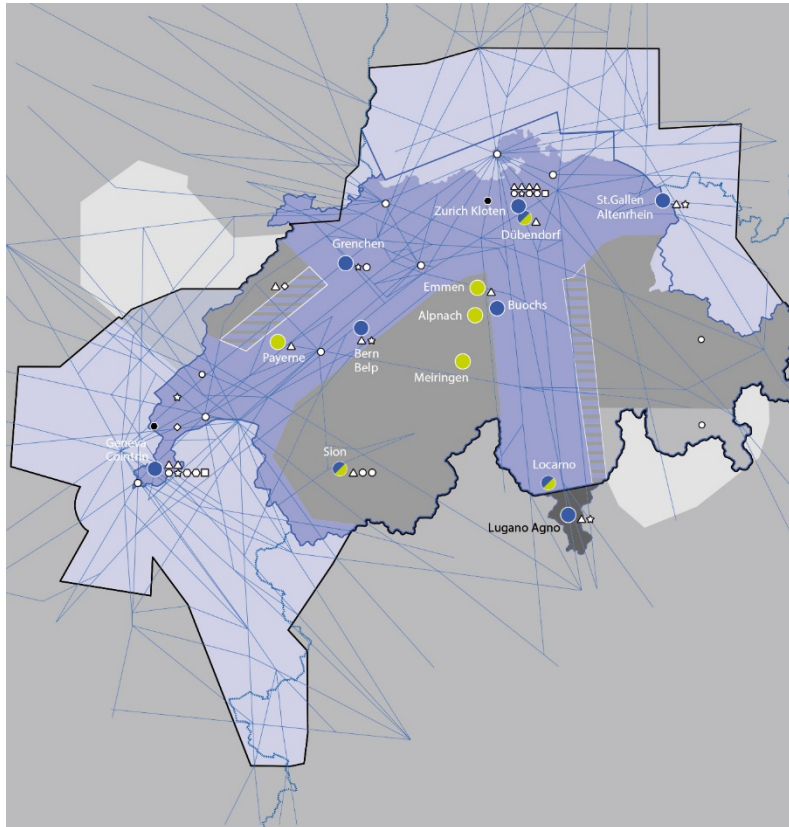 St.Gallen
Altenrhein
Zurich Kloten
Dübendorf
Grenchen
Emmen
Buochs
Alpnach
Payerne
Bern
Belp
Meiringen
Geneva
Cointrin
Sion
Locarno
Lugano Agno